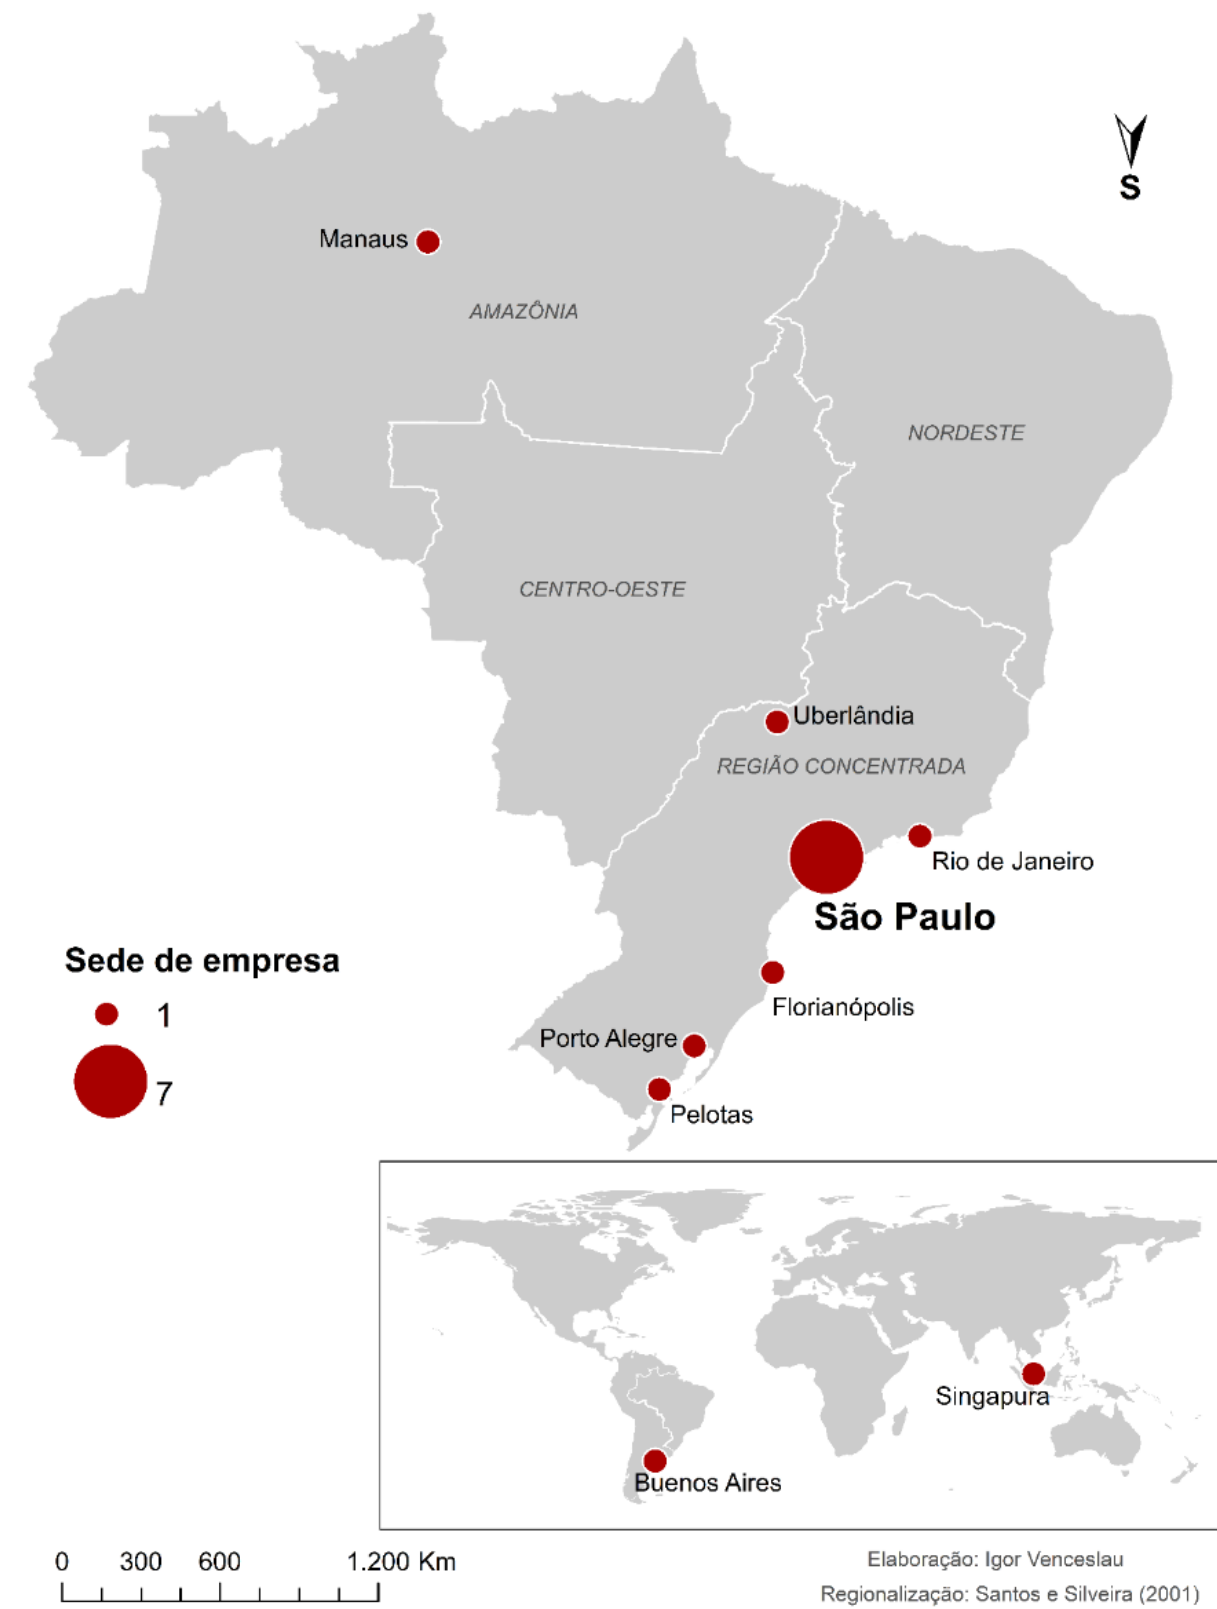 S
Manaus
AMAZÔNIA
NORDESTE
CENTRO-OESTE
Uberlândia
REGIÃO CONCENTRADA
Rio de Janeiro
São Paulo
Sede de empresa
1
7
Florianópolis
Porto Alegre
Pelotas
Singapura
Buenos Aires
0 300 600 1.200 Km
Elaboração: Igor Venceslau
Regionalização: Santos e Silveira (2001)